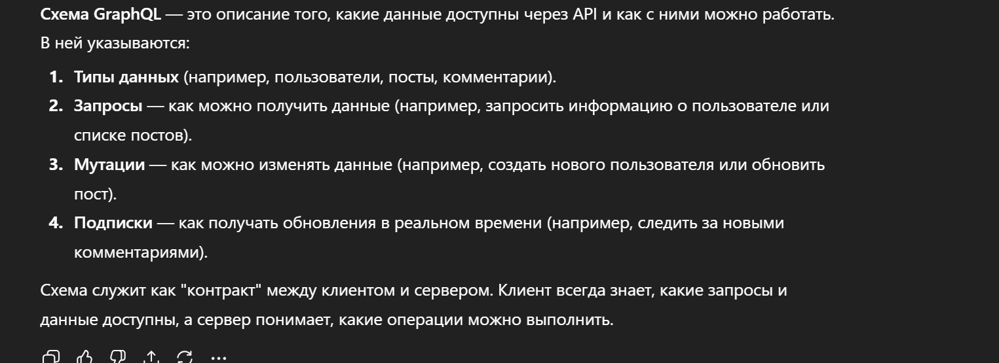 Схема GraphQL — это описание того, какие данные доступны через API и как с ними можно работать.
В ней указываются:
1. Типы данных (например, пользователи, посты, комментарии).
2. Запросы — как можно получить данные (например, запросить информацию о пользователе или
списке постов).
3. Мутации — как можно изменять данные (например, создать нового пользователя или обновить
пост).
4. Подписки — как получать обновления в реальном времени (например, следить за новыми
комментариями).
Схема служит как "контракт" между клиентом и сервером. Клиент всегда знает, какие запросы и
данные доступны, а сервер понимает, какие операции можно выполнить.